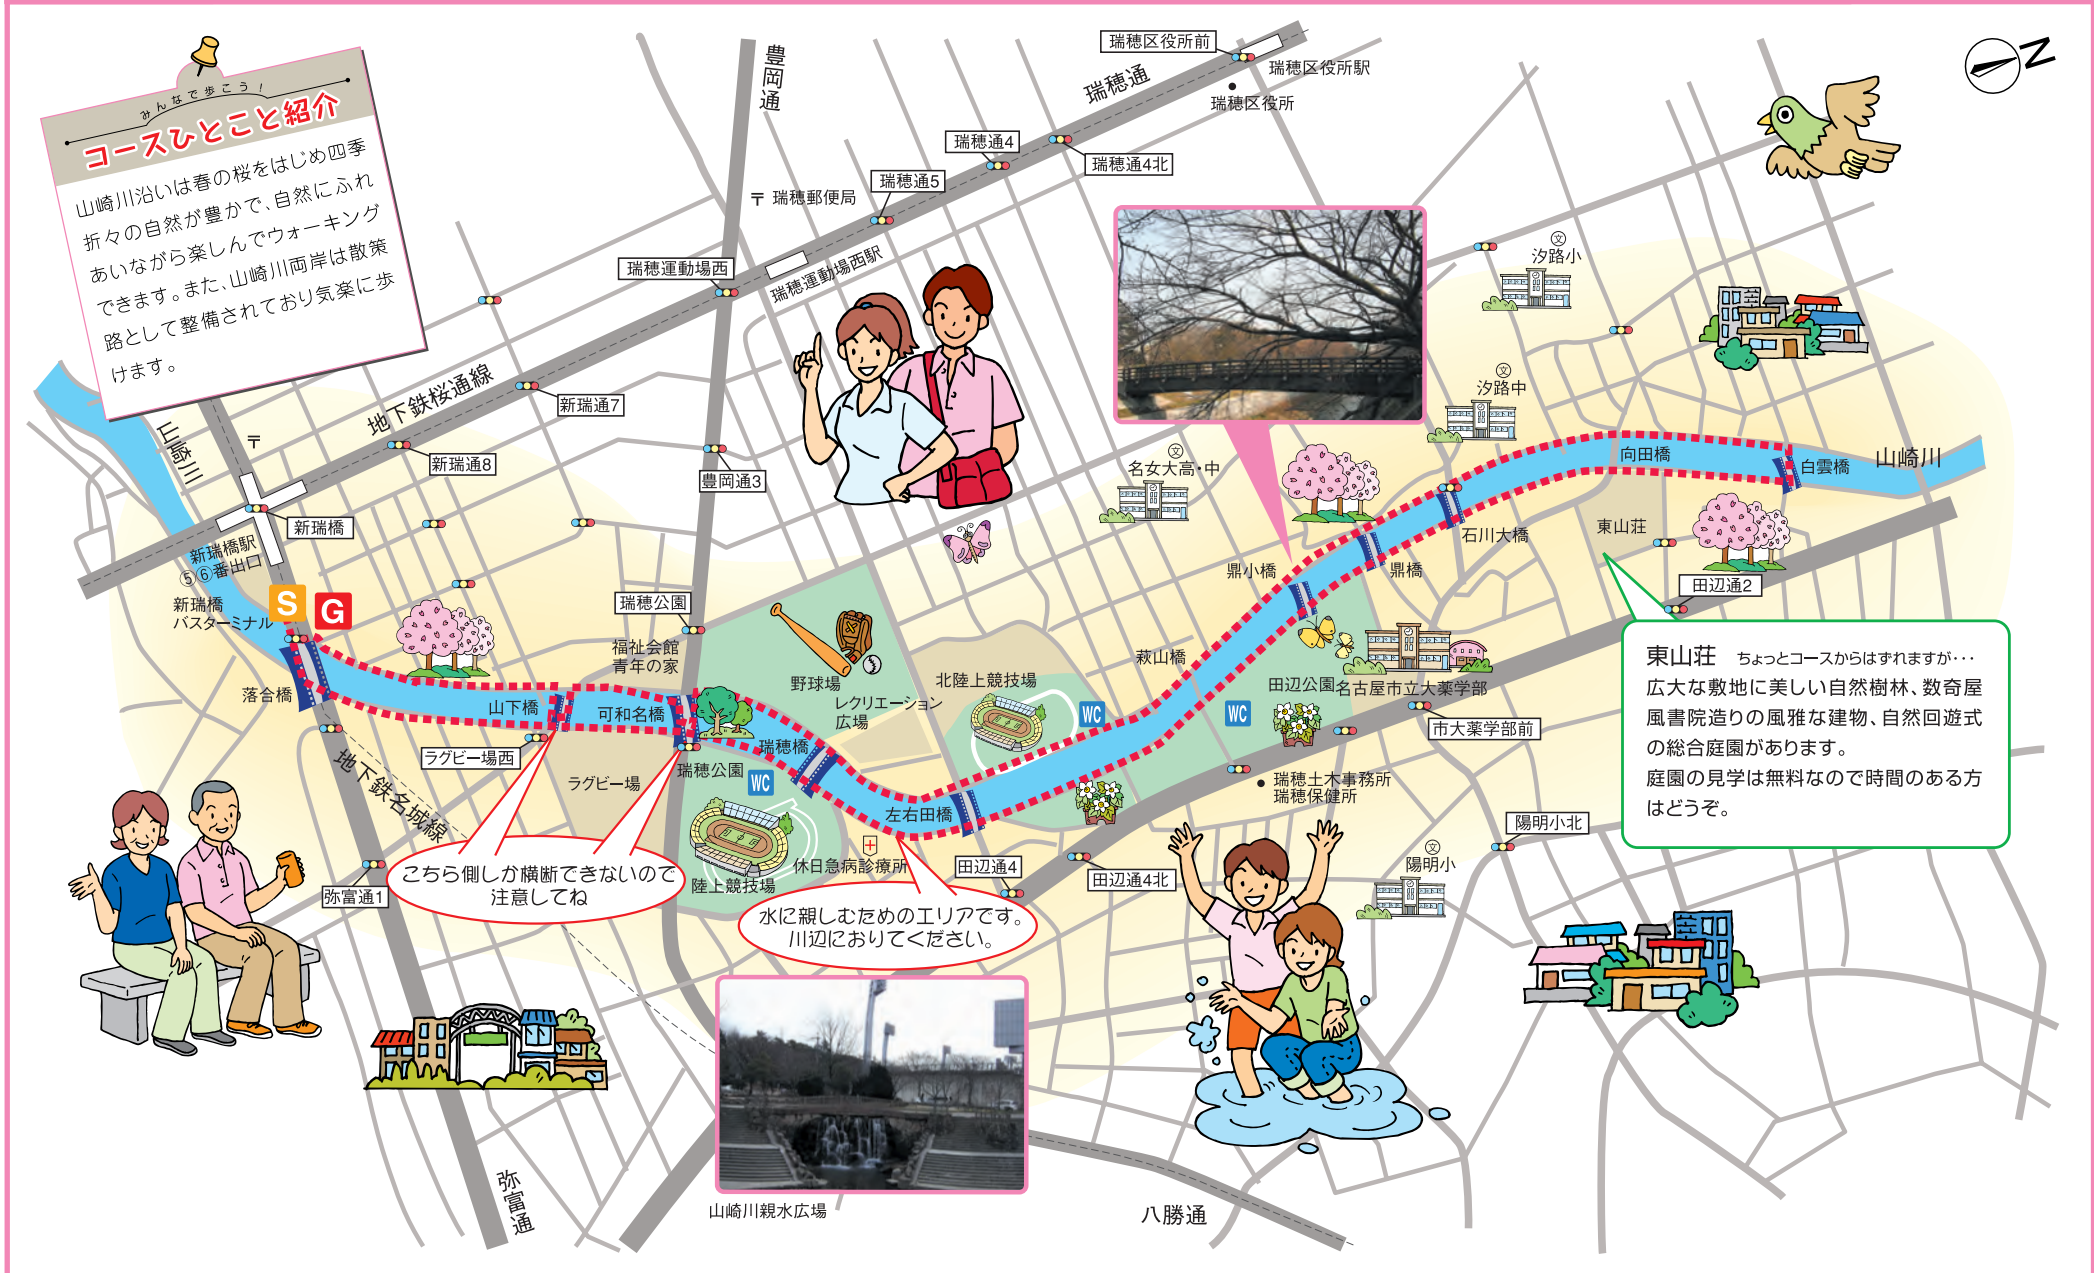 みんなで歩こう！
コースひとこと紹介
山崎川沿いは春の桜をはじめ四季
折々の自然が豊かで、自然にふれ
あいながら楽しんでウォーキング
できます。また、山崎川両岸は散策
路として整備されており気楽に歩
けます。
豊岡通
瑞穂通
瑞穂区役所前
瑞穂区役所駅
瑞穂区役所
N
瑞穂通4
瑞穂通4北
瑞穂通5
〒 瑞穂郵便局
瑞穂運動場西
瑞穂運動場西駅
地下鉄桜通線
新瑞通7
新瑞通8
豊岡通3
山崎川
〒
新瑞橋
新瑞橋駅
⑤⑥番出口
新瑞橋
バスターミナル
S
G
落合橋
地下鉄名城線
山下橋
可和名橋
ラグビー場西
ラグビー場
瑞穂公園
福祉会館
青年の家
瑞穂公園
WC
瑞穂橋
野球場
レクリエーション
広場
北陸上競技場
WC
左右田橋
陸上競技場
休日急病診療所
こちら側しか横断できないので
注意してね
水に親しむためのエリアです。
川辺におりてください。
弥富通1
弥富通
山崎川親水広場
八勝通
田辺通4
田辺通4北
萩山橋
鼎小橋
鼎橋
WC
田辺公園
名古屋市立大薬学部
市大薬学部前
瑞穂土木事務所
瑞穂保健所
文
名女大高・中
文
汐路小
文
汐路中
文
陽明小
陽明小北
石川大橋
向田橋
白雲橋
山崎川
東山荘
田辺通2
東山荘 ちょっとコースからはずれますが・・・
広大な敷地に美しい自然樹林、数奇屋
風書院造りの風雅な建物、自然回遊式
の総合庭園があります。
庭園の見学は無料なので時間のある方
はどうぞ。